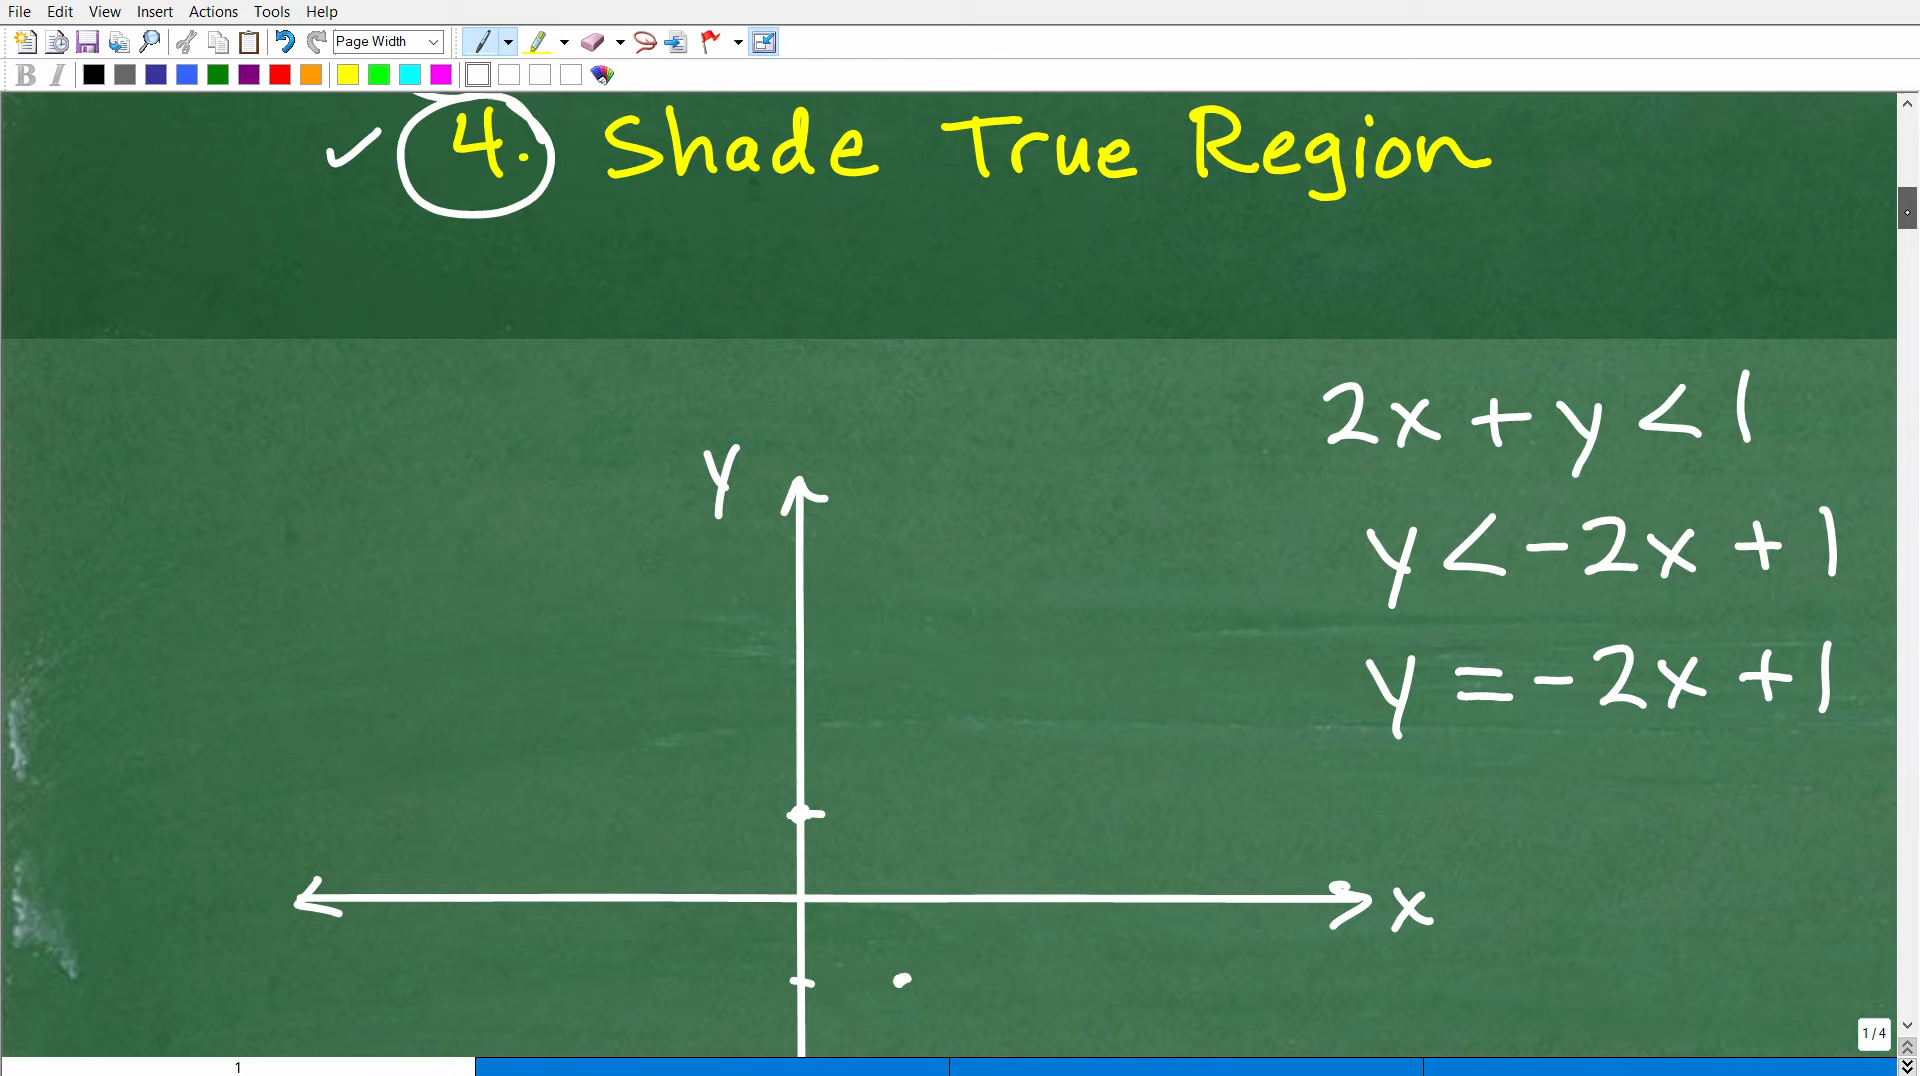 File Edit View Insert Actions Tools Help
Page Width
B I
4. Shade True Region
2x + y < 1
y < -2x + 1
y = -2x + 1
y
x
1 / 4
1